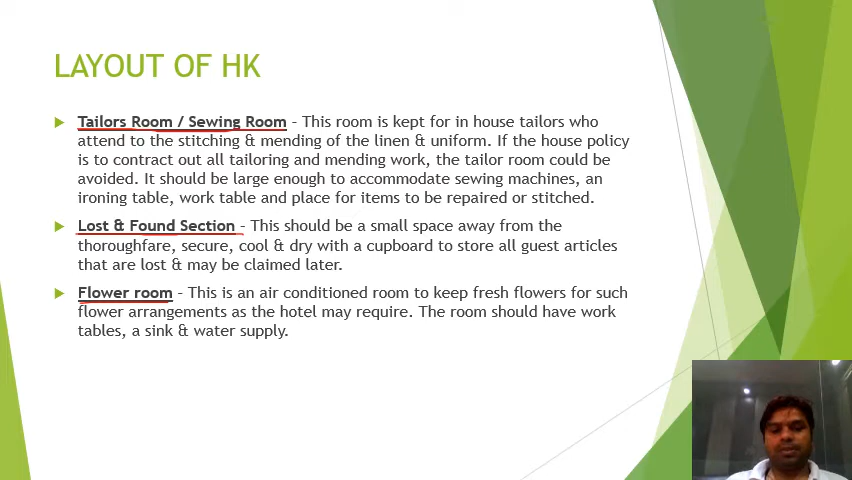 LAYOUT OF HK
Tailors Room / Sewing Room – This room is kept for in house tailors who
attend to the stitching & mending of the linen & uniform. If the house policy
is to contract out all tailoring and mending work, the tailor room could be
avoided. It should be large enough to accommodate sewing machines, an
ironing table, work table and place for items to be repaired or stitched.
Lost & Found Section – This should be a small space away from the
thoroughfare, secure, cool & dry with a cupboard to store all guest articles
that are lost & may be claimed later.
Flower room – This is an air conditioned room to keep fresh flowers for such
flower arrangements as the hotel may require. The room should have work
tables, a sink & water supply.